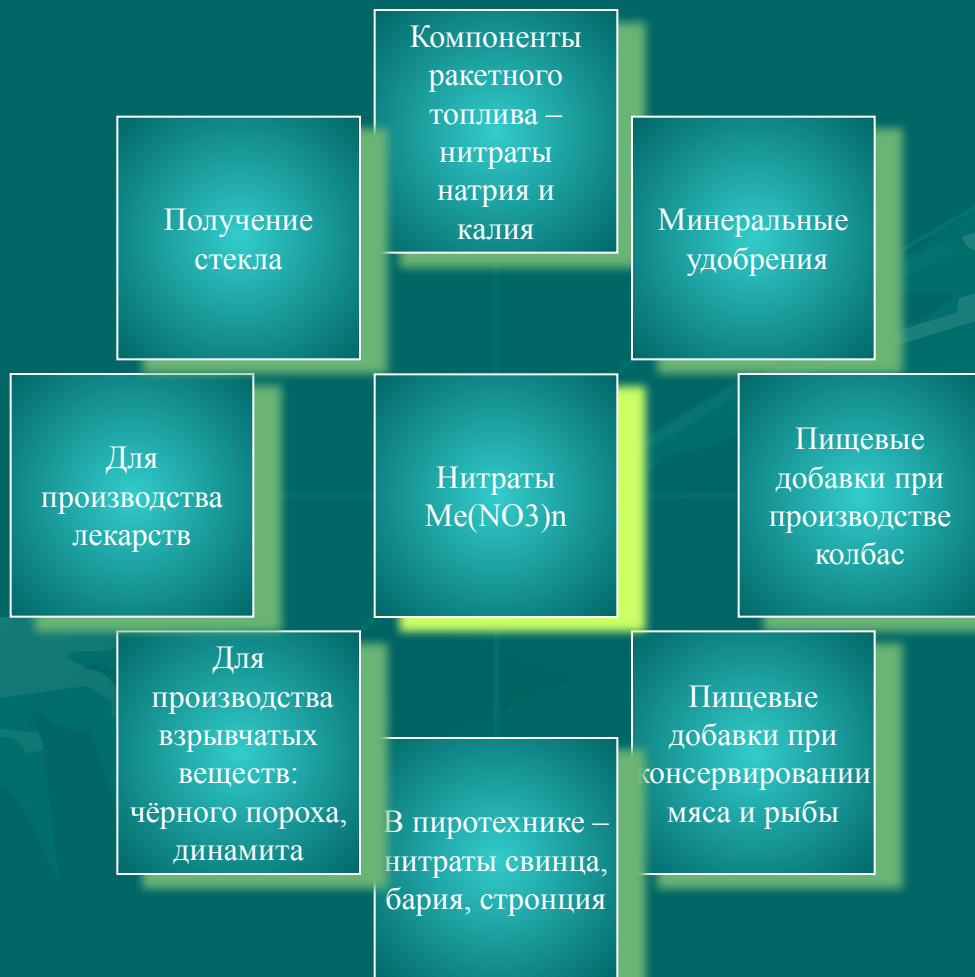 Компоненты
ракетного
топлива –
нитраты
натрия и
калия
Получение
стекла
Минеральные
удобрения
Для
производства
лекарств
Нитраты
Me(NO3)n
Пищевые
добавки при
производстве
колбас
Для
производства
взрывчатых
веществ:
чёрного пороха,
динамита
Пищевые
добавки при
консервировании
мяса и рыбы
В пиротехнике –
нитраты свинца,
бария, стронция